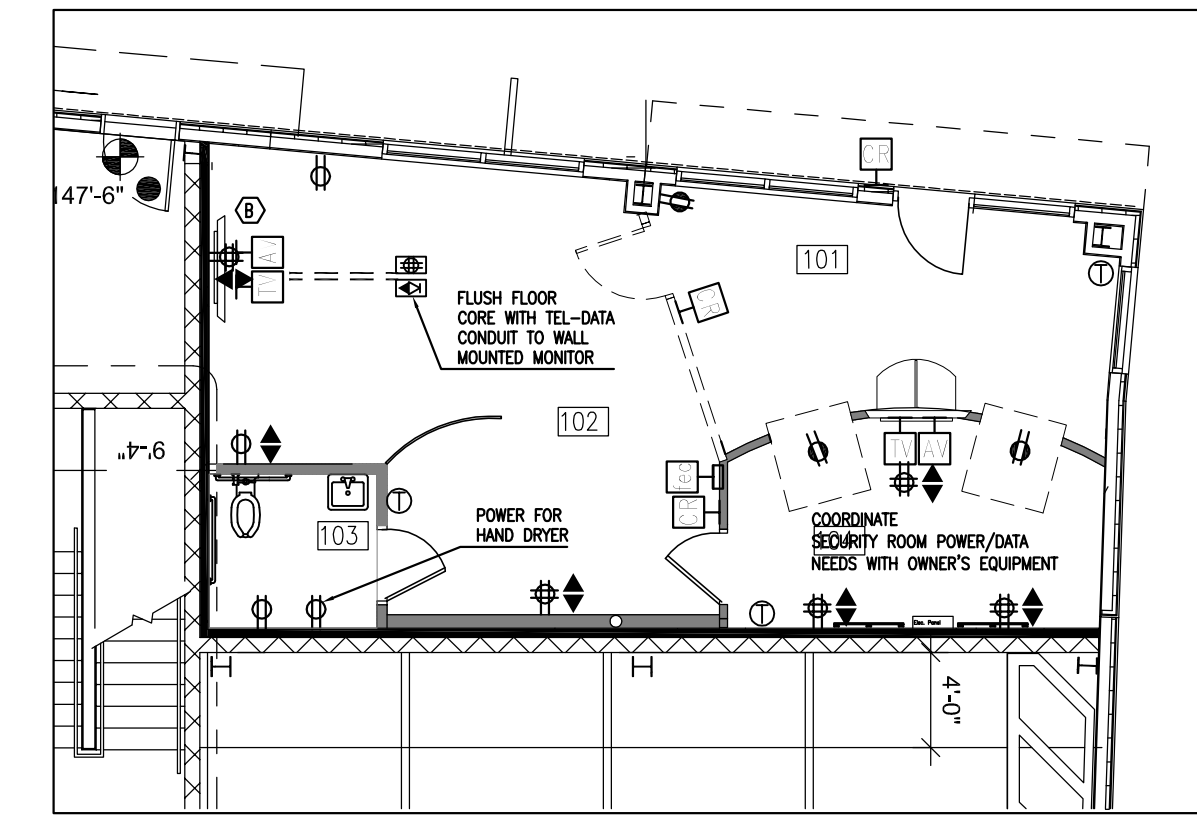 CR
147'-6"
B
AV
TV
101
T
CR
FLUSH FLOOR
CORE WITH TEL-DATA
CONDUIT TO WALL
MOUNTED MONITOR
102
9'-4"
TV
AV
fec
CR
T
103
POWER FOR
HAND DRYER
COORDINATE
104
SECURITY ROOM POWER/DATA
NEEDS WITH OWNER'S EQUIPMENT
T
Elec. Panel
4'-0"